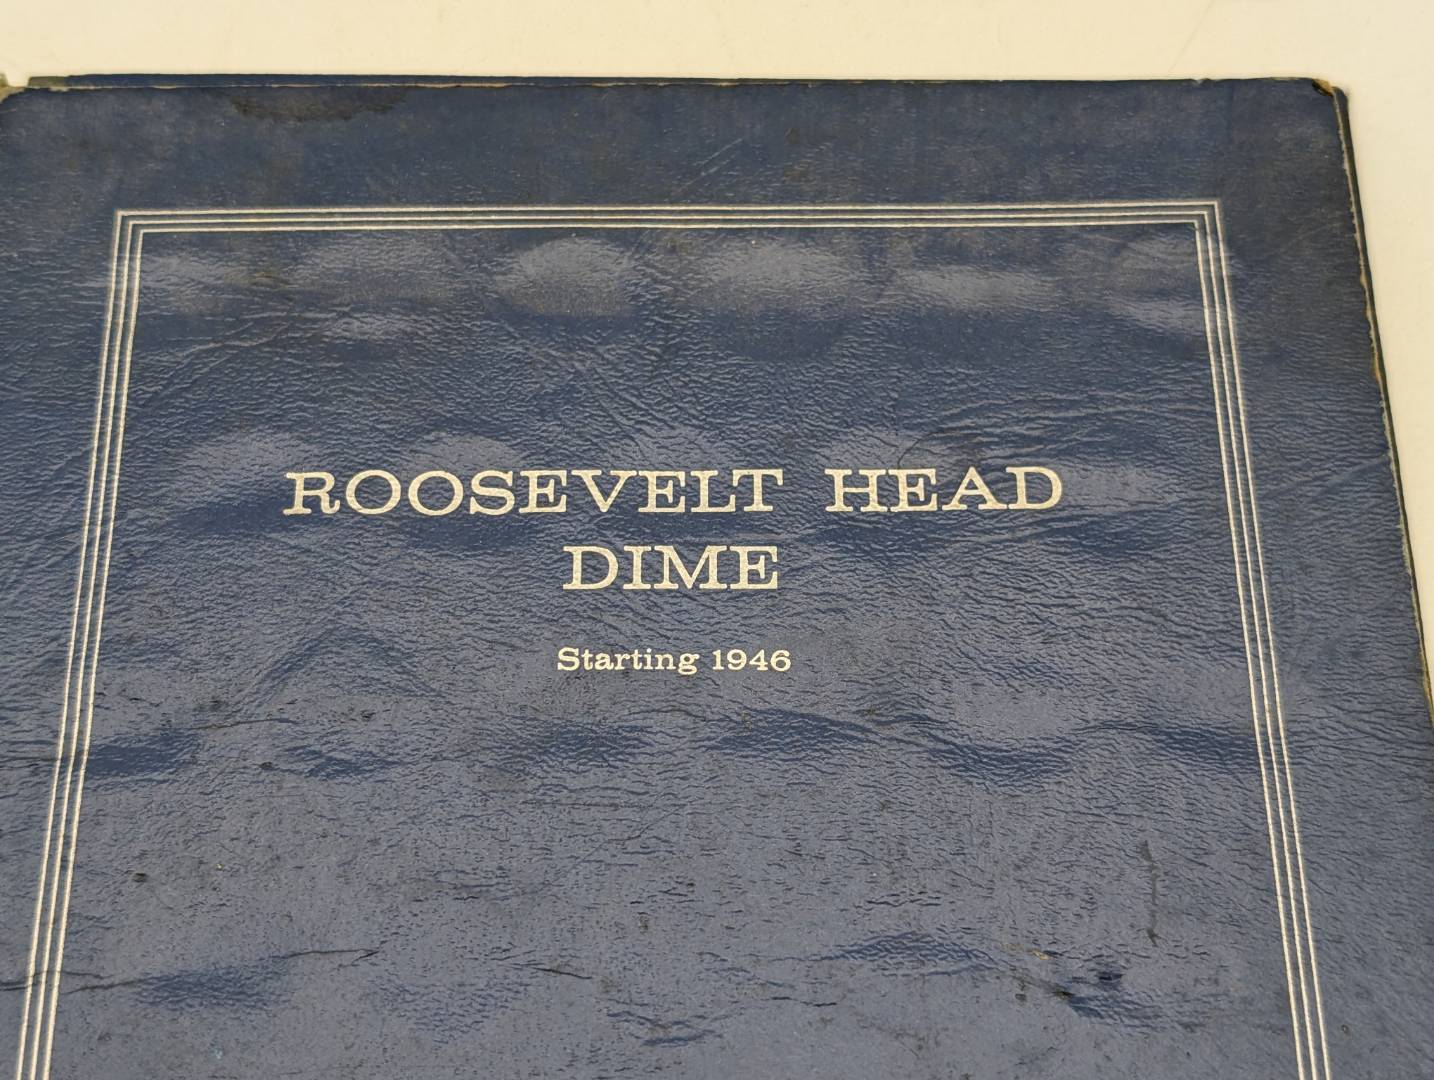 ROOSEVELT HEAD
DIME
Starting 1946